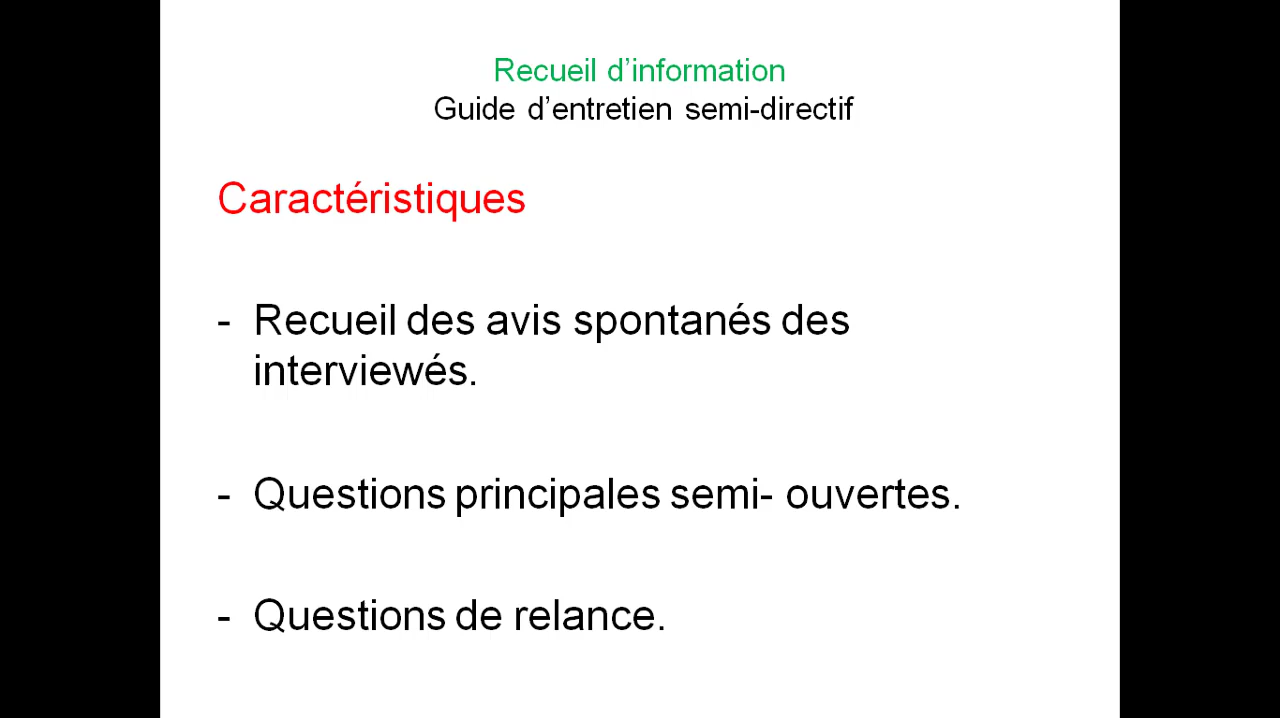 Recueil d’information
Guide d’entretien semi-directif
Caractéristiques
- Recueil des avis spontanés des
interviewés.
- Questions principales semi- ouvertes.
- Questions de relance.